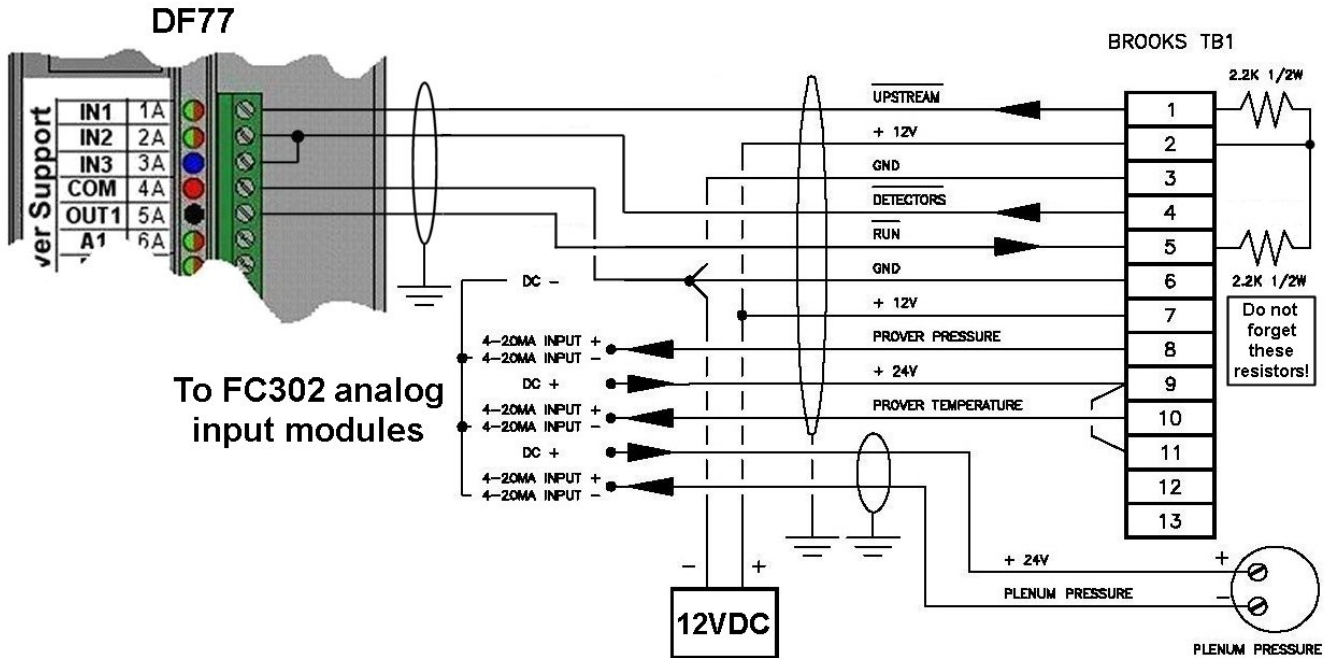 DF77
ver Support
IN1 1A
IN2 2A
IN3 3A
COM 4A
OUT1 5A
A1 6A
BROOKS TB1
2.2K 1/2W
UPSTREAM
+ 12V
GND
DETECTORS
RUN
GND
+ 12V
PROVER PRESSURE
+ 24V
PROVER TEMPERATURE
1
2
3
4
5
6
7
8
9
10
11
12
13
2.2K 1/2W
Do not
forget
these
resistors!
DC -
4-20MA INPUT +
4-20MA INPUT -
DC +
4-20MA INPUT +
4-20MA INPUT -
DC +
4-20MA INPUT +
4-20MA INPUT -
To FC302 analog
input modules
- +
12VDC
+ 24V
PLENUM PRESSURE
+
-
PLENUM PRESSURE